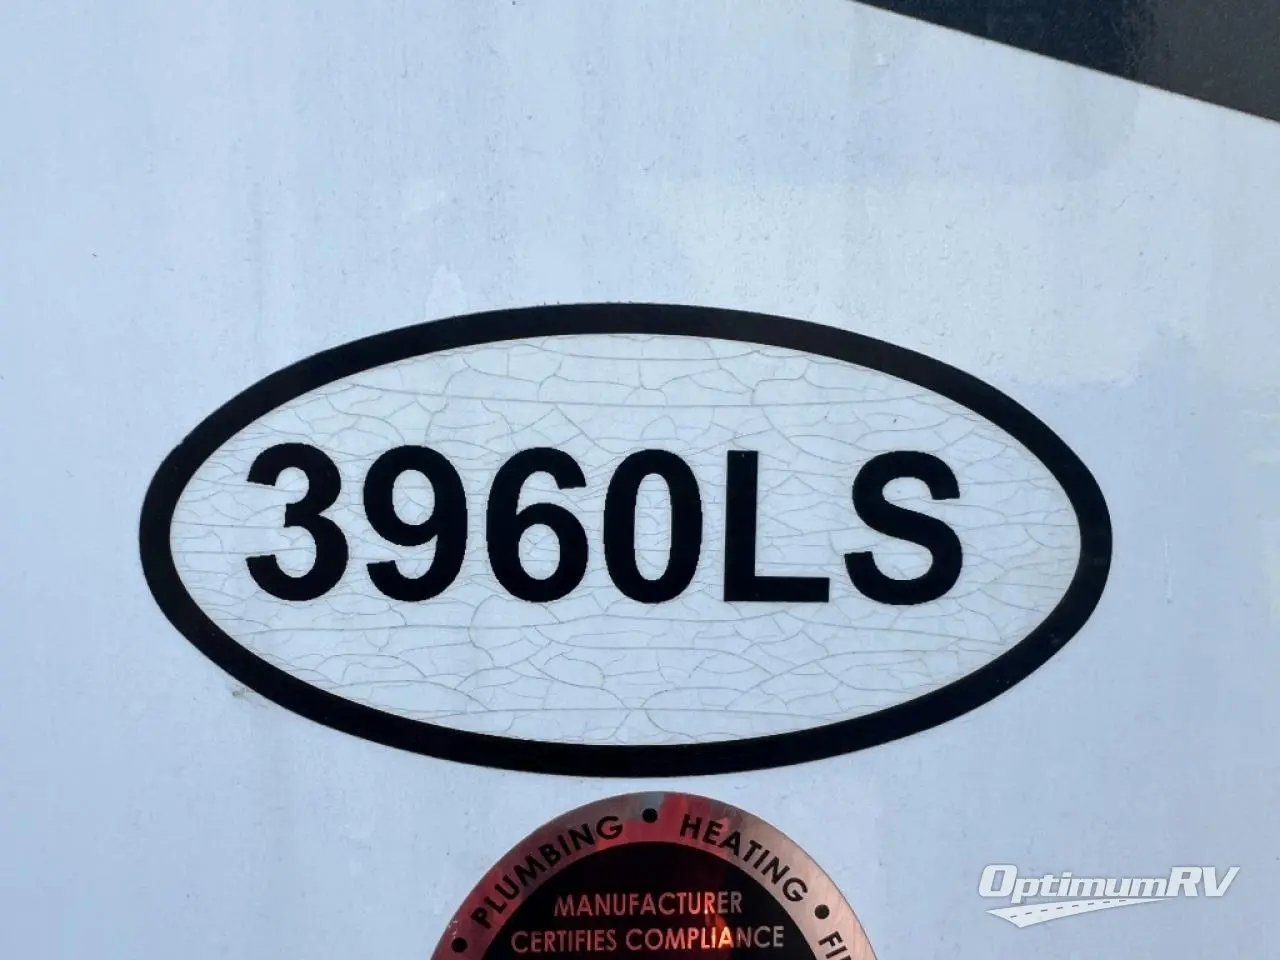 3960LS
PLUMBING • HEATING •
MANUFACTURER
CERTIFIES COMPLIANCE
OptimumRV